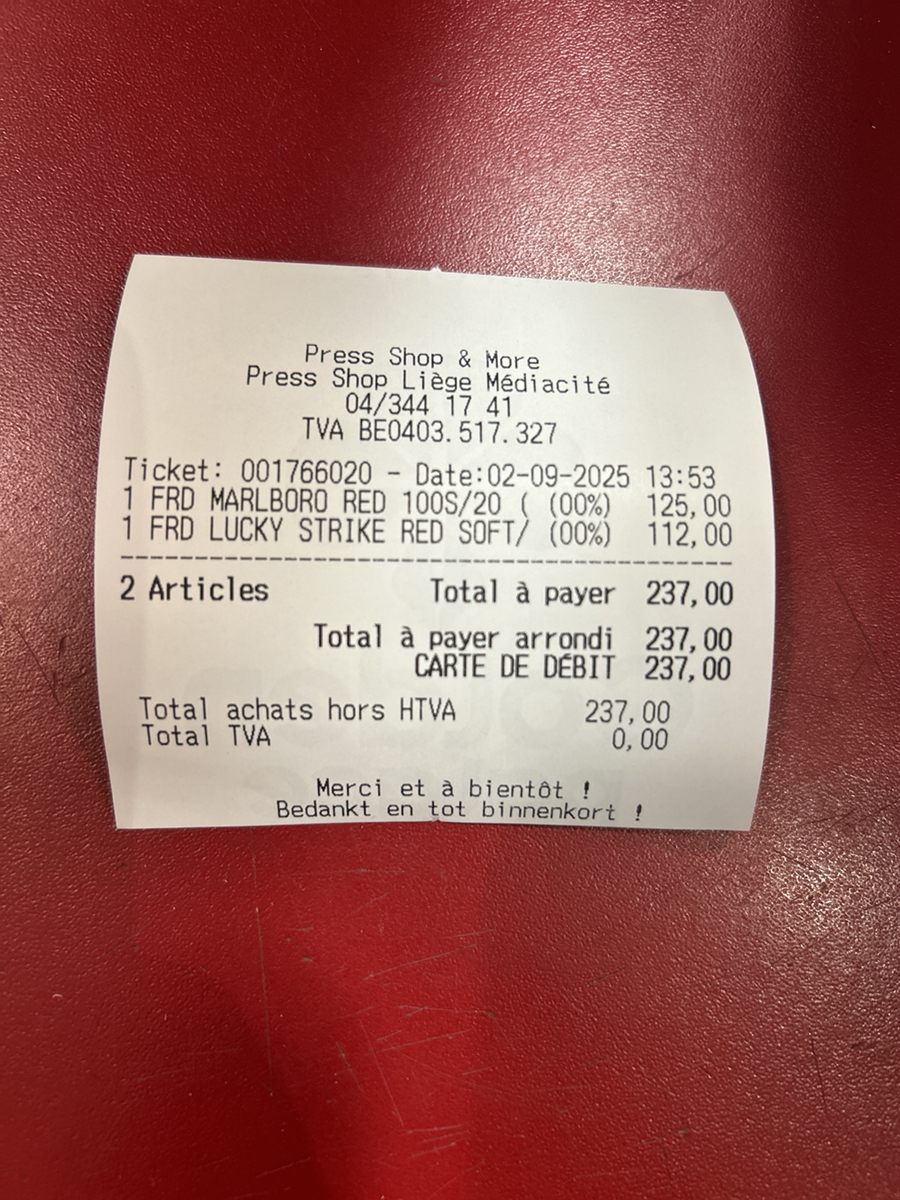 Press Shop & More
Press Shop Liège Médiacité
04/344 17 41
TVA BE0403.517.327
Ticket: 001766020 - Date:02-09-2025 13:53
1 FRD MARLBORO RED 100S/20 ( (00%) 125,00
1 FRD LUCKY STRIKE RED SOFT/ (00%) 112,00
2 Articles Total à payer 237,00
Total à payer arrondi 237,00
CARTE DE DÉBIT 237,00
Total achats hors HTVA 237,00
Total TVA 0,00
Merci et à bientôt !
Bedankt en tot binnenkort !